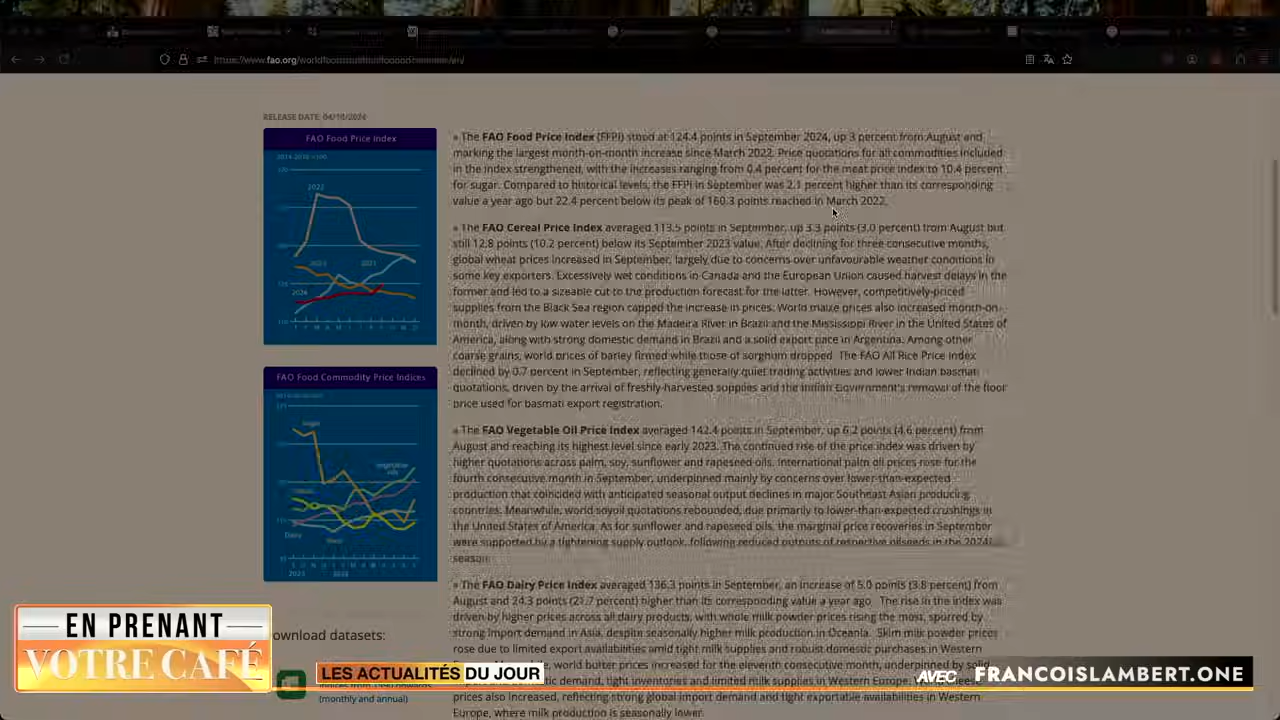 RELEASE DATE: 04/10/2024
FAO Food Price Index
2014-2016=100
2022
2023
2021
2024
FAO Food Commodity Price Indices
Sugar
Vegetable
oils
Dairy
2023
» The FAO Food Price Index (FFPI) stood at 124.4 points in September 2024, up 3 percent from August and
marking the largest month-on-month increase since March 2022. Price quotations for all commodities included
in the index strengthened, with the increases ranging from 0.4 percent for the meat price index to 10.4 percent
for sugar. Compared to historical levels, the FFPI in September was 2.1 percent higher than its corresponding
value a year ago but 22.4 percent below its peak of 160.3 points reached in March 2022.
» The FAO Cereal Price Index averaged 113.5 points in September, up 3.3 points (3.0 percent) from August but
still 12.8 points (10.2 percent) below its September 2023 value. After declining for three consecutive months,
global wheat prices increased in September, largely due to concerns over unfavourable weather conditions in
some key exporters. Excessively wet conditions in Canada and the European Union caused harvest delays in the
former and led to a sizeable cut to the production forecast for the latter. However, competitively-priced
supplies from the Black Sea region capped the increase in prices. World maize prices also increased month-on-
month, driven by low water levels on the Madeira River in Brazil and the Mississippi River in the United States of
America, along with strong domestic demand in Brazil and a solid export pace in Argentina. Among other
coarse grains, world prices of barley firmed while those of sorghum dropped. The FAO All Rice Price Index
declined by 0.7 percent in September, reflecting generally quiet trading activities and lower Indian basmati
quotations, driven by the arrival of freshly-harvested supplies and the Indian Government's removal of the floor
price used for basmati export registration.
» The FAO Vegetable Oil Price Index averaged 142.4 points in September, up 6.2 points (4.6 percent) from
August and reaching its highest level since early 2023. The continued rise of the price index was driven by
higher quotations across palm, soy, sunflower and rapeseed oils. International palm oil prices rose for the
fourth consecutive month in September, underpinned mainly by concerns over lower-than-expected
production that coincided with anticipated seasonal output declines in major Southeast Asian producing
countries. Meanwhile, world soyoil quotations rebounded, due primarily to lower-than-expected crushings in
the United States of America. As for sunflower and rapeseed oils, the marginal price recoveries in September
were supported by a tightening supply outlook, following reduced outputs of respective oilseeds in the 2024/
season.
» The FAO Dairy Price Index averaged 136.3 points in September, an increase of 5.0 points (3.8 percent) from
August and 24.3 points (21.7 percent) higher than its corresponding value a year ago. The rise in the index was
driven by higher prices across all dairy products, with whole milk powder prices rising the most, spurred by
strong import demand in Asia, despite seasonally higher milk production in Oceania. Skim milk powder prices
rose due to limited export availabilities amid tight milk supplies and robust domestic purchases in Western
world butter prices increased for the eleventh consecutive month, underpinned by solid
demand, tight inventories and limited milk supplies in Western Europe.
prices also increased, reflecting strong global import demand and tight exportable availabilities in Western
Europe, where milk production is seasonally lower.
ownload datasets:
(monthly and annual)
EN PRENANT
VOTRE CAFÉ
LES ACTUALITÉS DU JOUR
AVEC FRANCOISLAMBERT.ONE